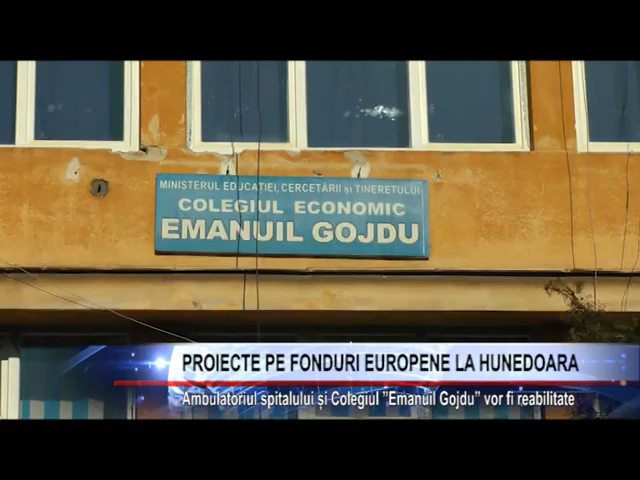 MINISTERUL EDUCAȚIEI, CERCETĂRII și TINERETULUI
COLEGIUL ECONOMIC
EMANUIL GOJDU
PROIECTE PE FONDURI EUROPENE LA HUNEDOARA
Ambulatoriul spitalului și Colegiul "Emanuil Gojdu" vor fi reabilitate